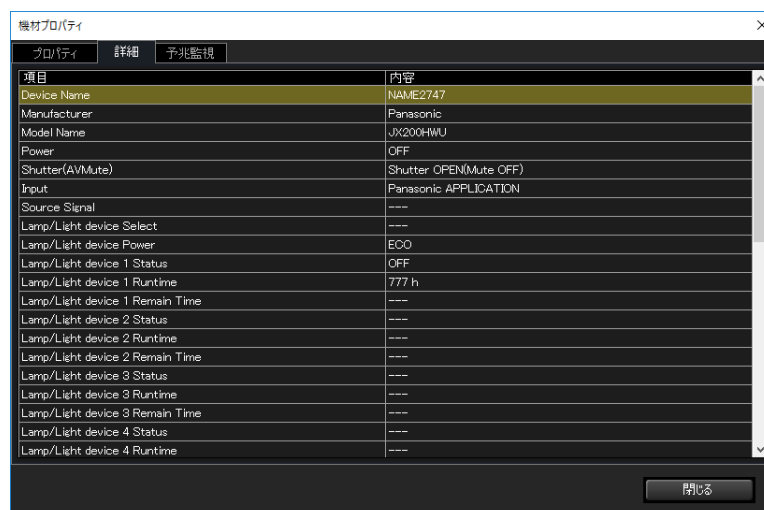 機材プロパティ
プロパティ 詳細 予兆監視
項目 内容
Device Name NAME2747
Manufacturer Panasonic
Model Name JX200HWU
Power OFF
Shutter(AVMute) Shutter OPEN(Mute OFF)
Input Panasonic APPLICATION
Source Signal ---
Lamp/Light device Select ---
Lamp/Light device Power ECO
Lamp/Light device 1 Status OFF
Lamp/Light device 1 Runtime 777 h
Lamp/Light device 1 Remain Time ---
Lamp/Light device 2 Status ---
Lamp/Light device 2 Runtime ---
Lamp/Light device 2 Remain Time ---
Lamp/Light device 3 Status ---
Lamp/Light device 3 Runtime ---
Lamp/Light device 3 Remain Time ---
Lamp/Light device 4 Status ---
Lamp/Light device 4 Runtime ---
閉じる